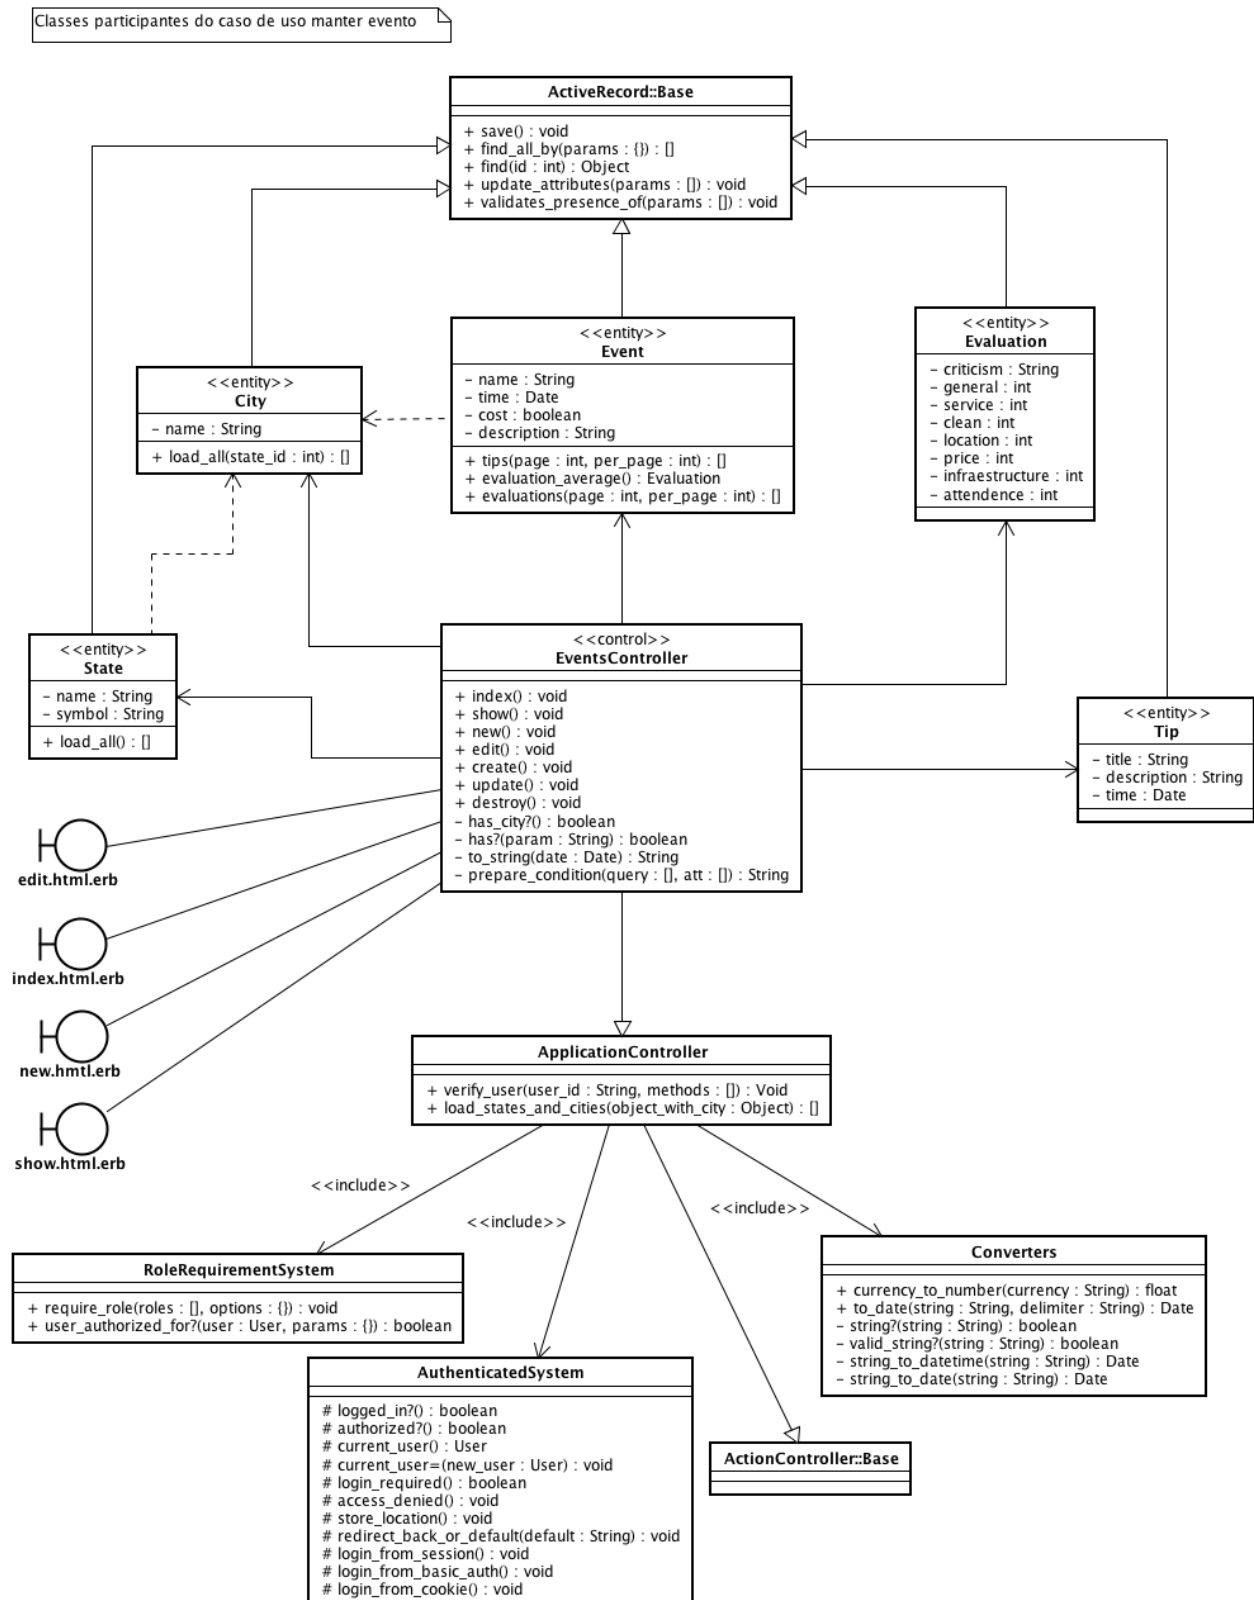 Classes participantes do caso de uso manter evento
ActiveRecord::Base
+ save() : void
+ find_all_by(params : {}) : []
+ find(id : int) : Object
+ update_attributes(params : []) : void
+ validates_presence_of(params : []) : void
<<entity>>
City
- name : String
+ load_all(state_id : int) : []
<<entity>>
Event
- name : String
- time : Date
- cost : boolean
- description : String
+ tips(page : int, per_page : int) : []
+ evaluation_average() : Evaluation
+ evaluations(page : int, per_page : int) : []
<<entity>>
Evaluation
- criticism : String
- general : int
- service : int
- clean : int
- location : int
- price : int
- infraestructure : int
- attendence : int
<<entity>>
State
- name : String
- symbol : String
+ load_all() : []
<<control>>
EventsController
+ index() : void
+ show() : void
+ new() : void
+ edit() : void
+ create() : void
+ update() : void
+ destroy() : void
- has_city?() : boolean
- has?(param : String) : boolean
- to_string(date : Date) : String
- prepare_condition(query : [], att : []) : String
<<entity>>
Tip
- title : String
- description : String
- time : Date
edit.html.erb
index.html.erb
new.hmtl.erb
show.html.erb
ApplicationController
+ verify_user(user_id : String, methods : []) : Void
+ load_states_and_cities(object_with_city : Object) : []
<<include>>
<<include>>
<<include>>
RoleRequirementSystem
+ require_role(roles : [], options : {}) : void
+ user_authorized_for?(user : User, params : {}) : boolean
Converters
+ currency_to_number(currency : String) : float
+ to_date(string : String, delimiter : String) : Date
- string?(string : String) : boolean
- valid_string?(string : String) : boolean
- string_to_datetime(string : String) : Date
- string_to_date(string : String) : Date
AuthenticatedSystem
# logged_in?() : boolean
# authorized?() : boolean
# current_user() : User
# current_user=(new_user : User) : void
# login_required() : boolean
# access_denied() : void
# store_location() : void
# redirect_back_or_default(default : String) : void
# login_from_session() : void
# login_from_basic_auth() : void
# login_from_cookie() : void
ActionController::Base